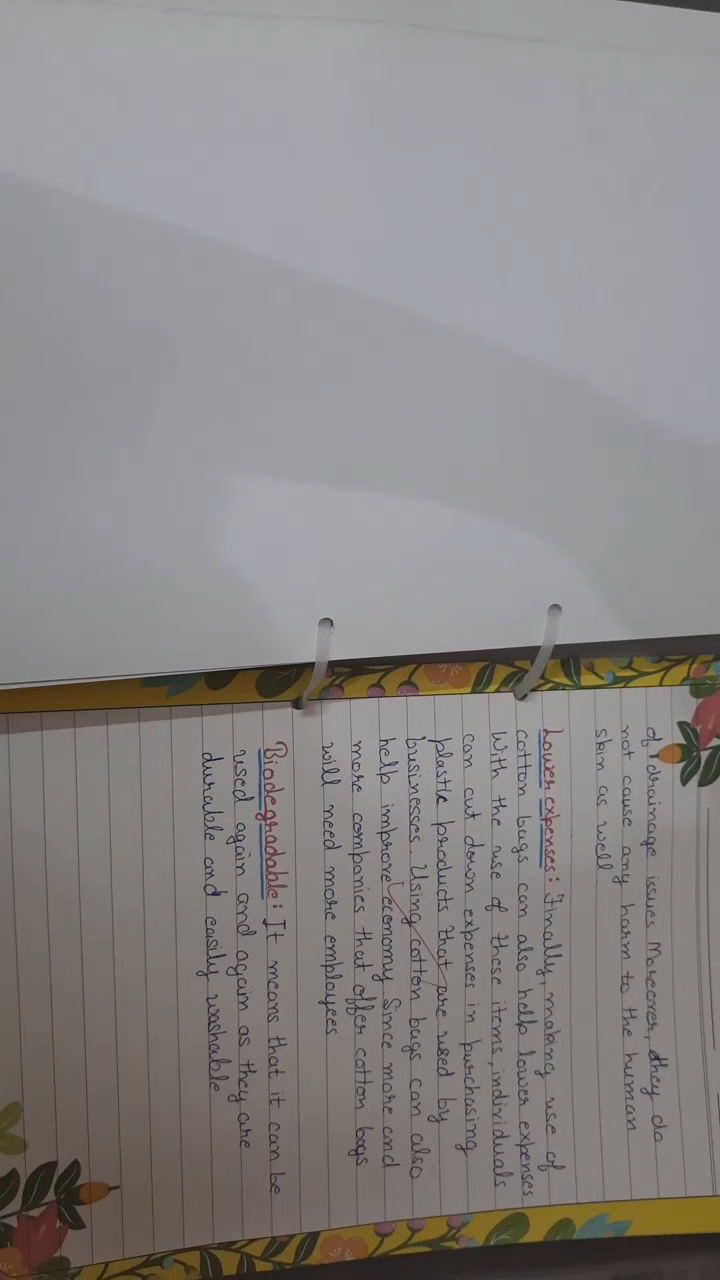 of drainage issues Moreover, they do
not cause any harm to the human
skin as well.
Lower expenses: Finally, making use of
cotton bags can also help lower expenses
With the use of these items, individuals
can cut down expenses in purchasing
plastic products that are used by
businesses. Using cotton bags can also
help improve economy Since more and
more companies that offer cotton bags
will need more employees
Biodegradable: It means that it can be
used again and again as they are
durable and easily washable